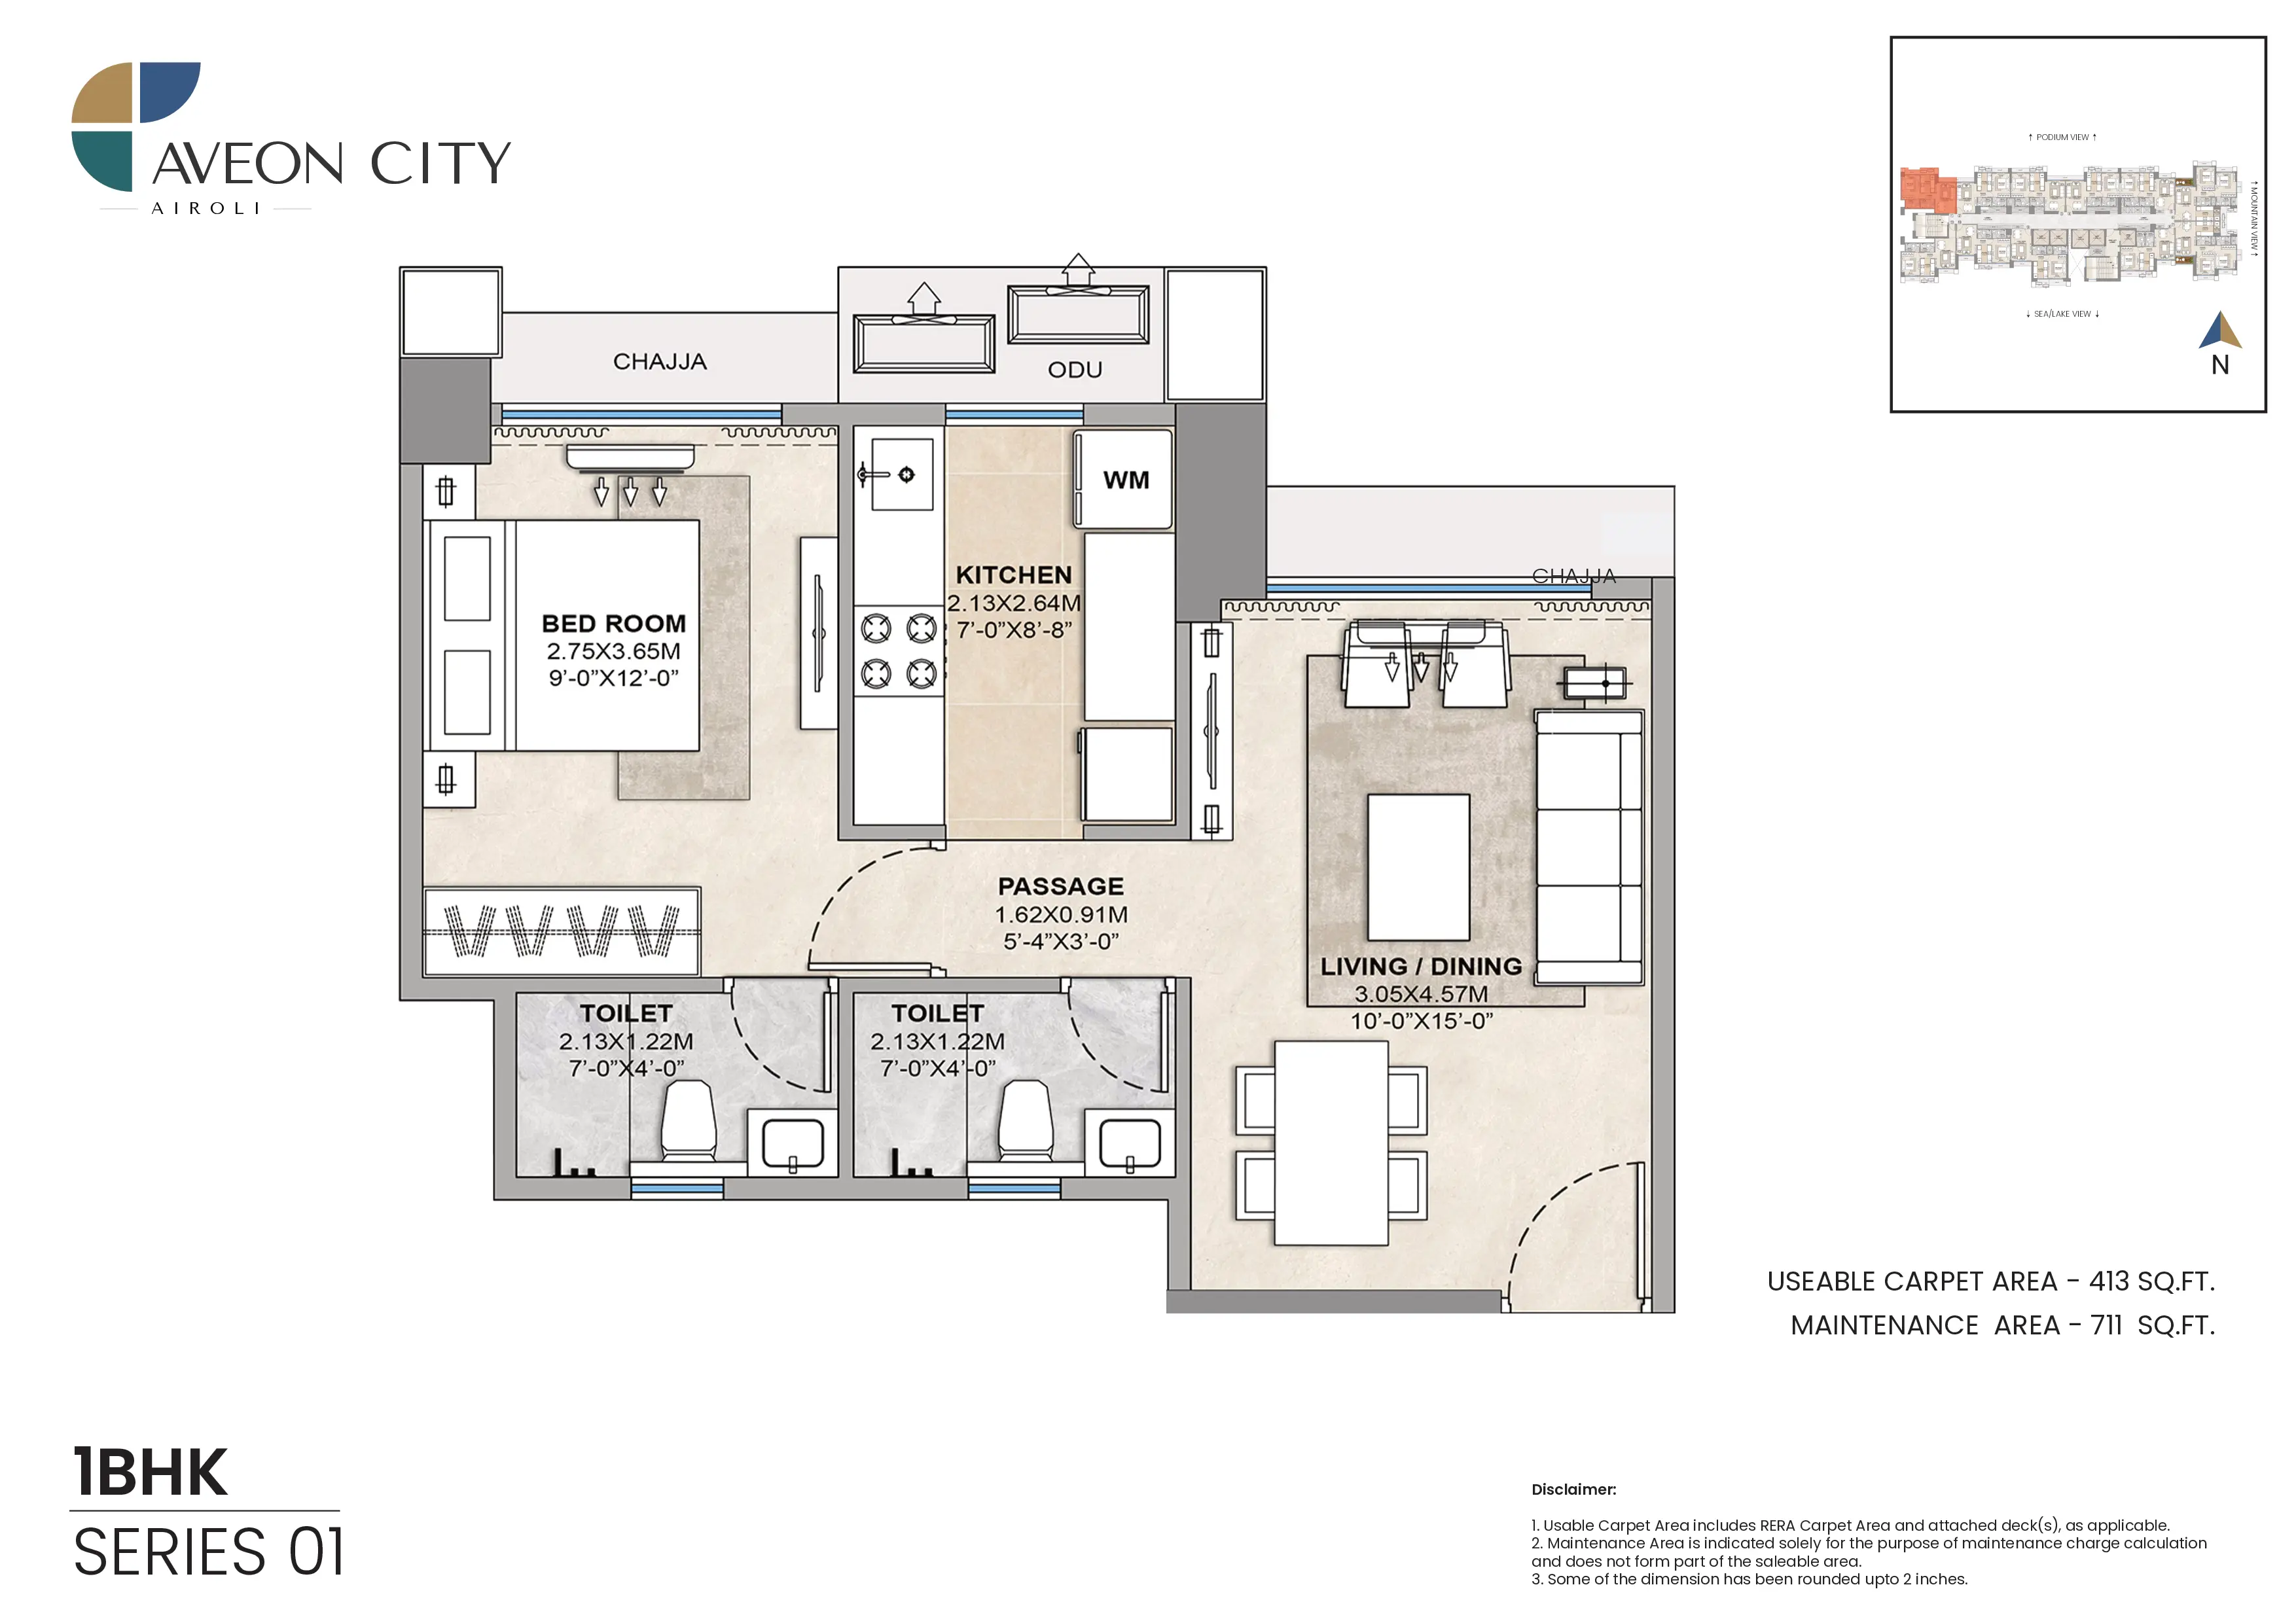 AVEON CITY
AIROLI
↑ PODIUM VIEW ↑
↑ MOUNTAIN VIEW ↑
↓ SEA/LAKE VIEW ↓
N
CHAJJA
ODU
WM
KITCHEN
2.13X2.64M
7'-0"X8'-8"
BED ROOM
2.75X3.65M
9'-0"X12'-0"
CHAJJA
PASSAGE
1.62X0.91M
5'-4"X3'-0"
LIVING / DINING
3.05X4.57M
10'-0"X15'-0"
TOILET
2.13X1.22M
7'-0"X4'-0"
TOILET
2.13X1.22M
7'-0"X4'-0"
USEABLE CARPET AREA - 413 SQ.FT.
MAINTENANCE AREA - 711 SQ.FT.
1BHK
SERIES 01
Disclaimer:
1. Usable Carpet Area includes RERA Carpet Area and attached deck(s), as applicable.
2. Maintenance Area is indicated solely for the purpose of maintenance charge calculation
and does not form part of the saleable area.
3. Some of the dimension has been rounded upto 2 inches.